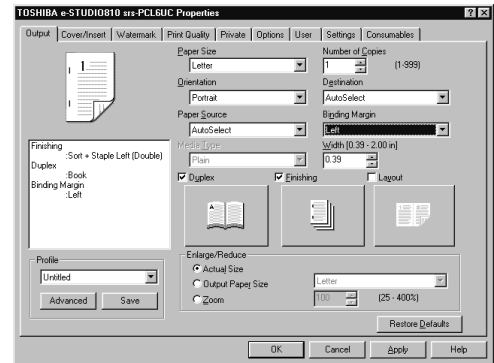 TOSHIBA e-STUDIO810 srs-PCL6UC Properties
Output Cover/Insert Watermark Print Quality Private Options User Settings Consumables
1
Paper Size
Letter
Number of Copies
1 (1-999)
Orientation
Portrait
Destination
AutoSelect
Paper Source
AutoSelect
Binding Margin
Left
Media Type
Plain
Width [0.39 - 2.00 in]
0.39
Finishing
:Sort + Staple Left (Double)
Duplex
:Book
Binding Margin
:Left
Duplex Finishing Layout
A
Profile
Untitled
Advanced Save
Enlarge/Reduce
Actual Size
Output Paper Size Letter
Zoom 100 (25 - 400%)
Restore Defaults
OK Cancel Apply Help